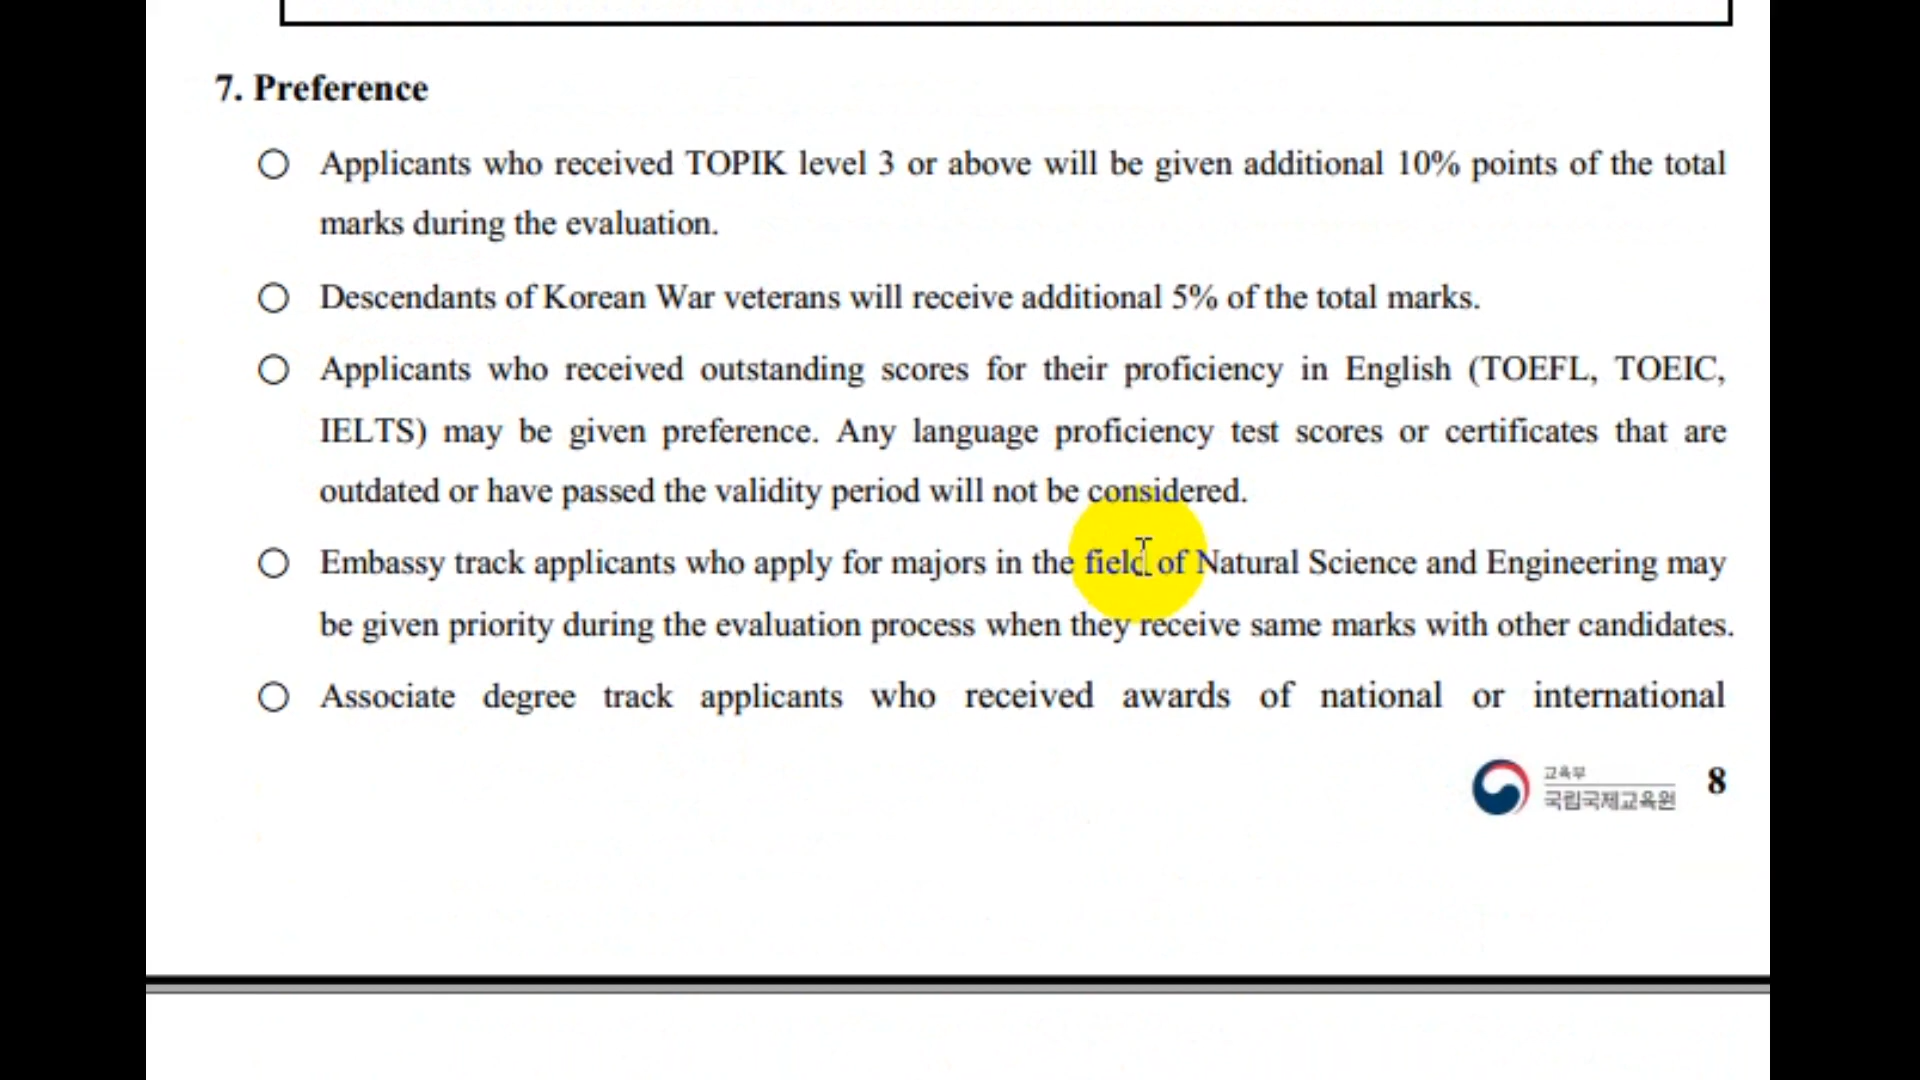 7. Preference
○ Applicants who received TOPIK level 3 or above will be given additional 10% points of the total
marks during the evaluation.
○ Descendants of Korean War veterans will receive additional 5% of the total marks.
○ Applicants who received outstanding scores for their proficiency in English (TOEFL, TOEIC,
IELTS) may be given preference. Any language proficiency test scores or certificates that are
outdated or have passed the validity period will not be considered.
○ Embassy track applicants who apply for majors in the field of Natural Science and Engineering may
be given priority during the evaluation process when they receive same marks with other candidates.
○ Associate degree track applicants who received awards of national or international
교육부
국립국제교육원
8